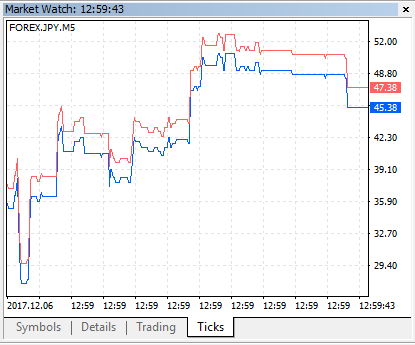 Market Watch: 12:59:43
FOREX.JPY,M5
52.00
48.80
47.38
45.38
42.30
39.10
35.90
32.70
29.40
2017.12.06 12:59 12:59 12:59 12:59 12:59 12:59 12:59 12:59:43
Symbols Details Trading Ticks